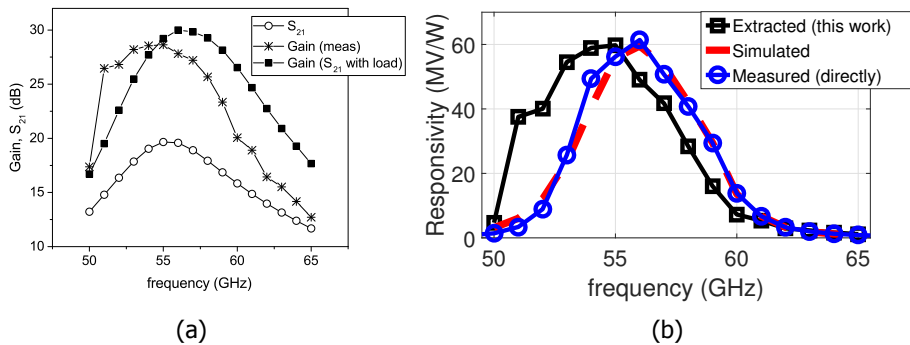 S21
Gain (meas)
Gain (S21 with load)
Gain, S21 (dB)
30
25
20
15
10
50 55 60 65
frequency (GHz)
(a)
Extracted (this work)
Simulated
Measured (directly)
Responsivity (MV/W)
60
40
20
0
50 55 60 65
frequency (GHz)
(b)